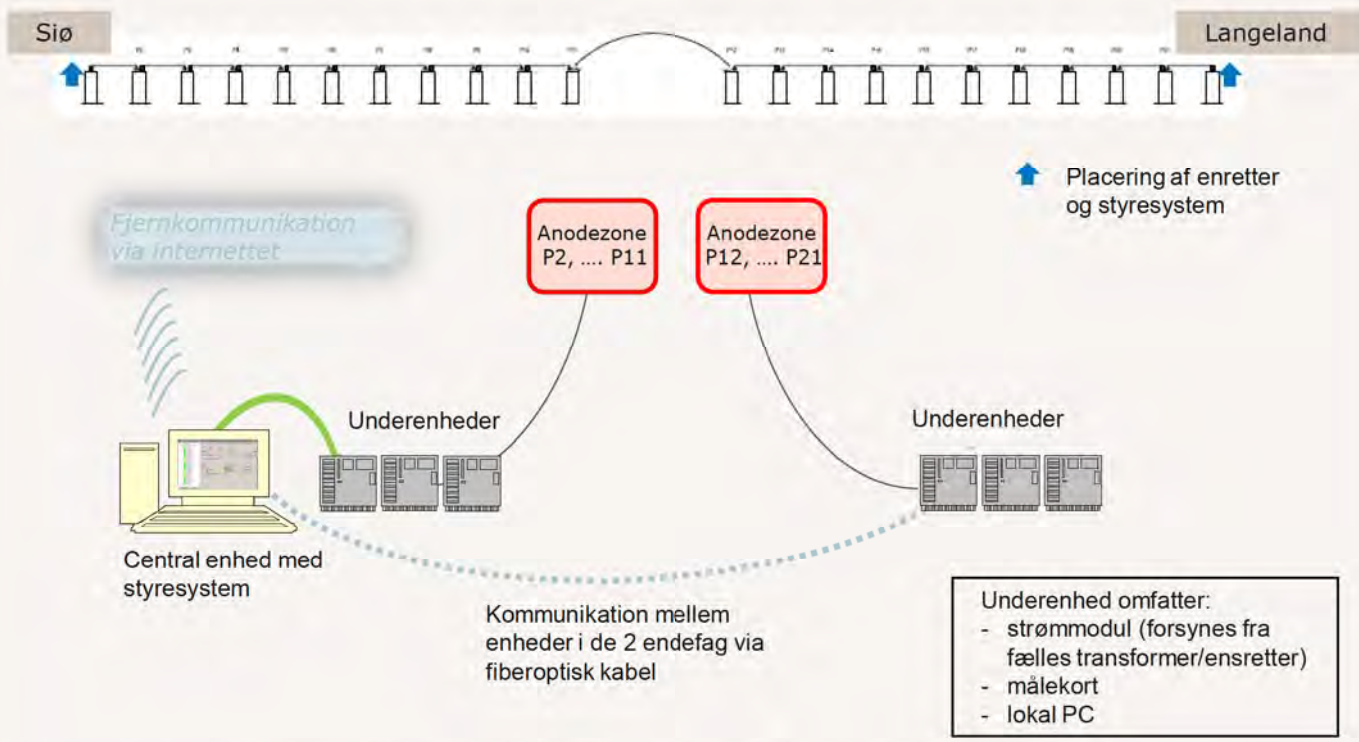 Siø
Langeland
Placering af enretter
og styresystem
Fjernkommunikation
via internettet
Anodezone
P2, .... P11
Anodezone
P12, .... P21
Underenheder
Underenheder
Central enhed med
styresystem
Kommunikation mellem
enheder i de 2 endefag via
fiberoptisk kabel
Underenhed omfatter:
- strømmodul (forsynes fra
fælles transformer/ensretter)
- målekort
- lokal PC